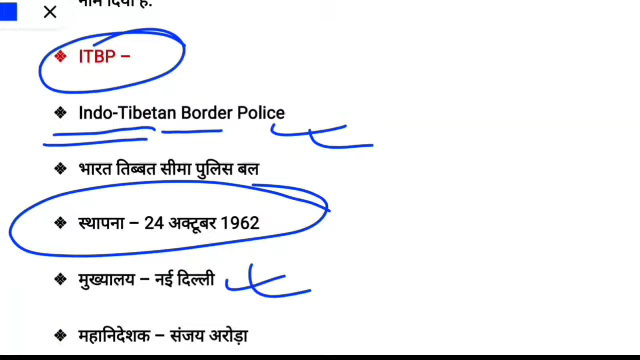 नाम दिया है.
❖ ITBP –
❖ Indo-Tibetan Border Police
❖ भारत तिब्बत सीमा पुलिस बल
❖ स्थापना – 24 अक्टूबर 1962
❖ मुख्यालय – नई दिल्ली
❖ महानिदेशक – संजय अरोड़ा